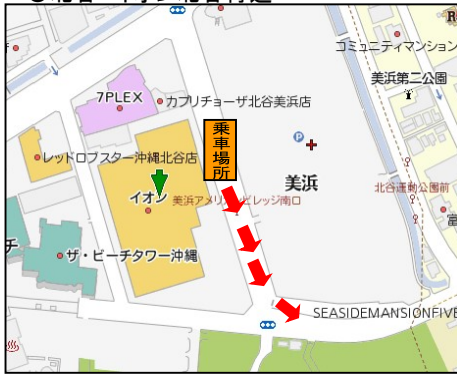 コミュニティマンション
美浜第二公園
7PLEX
カプリチョーザ北谷美浜店
乗車場所
P
レッドロブスター沖縄北谷店
美浜
北谷運動公園前
イオン
美浜アメリカンビレッジ南口
富
チ
ザ・ビーチタワー沖縄
SEASIDEMANSIONFIVE